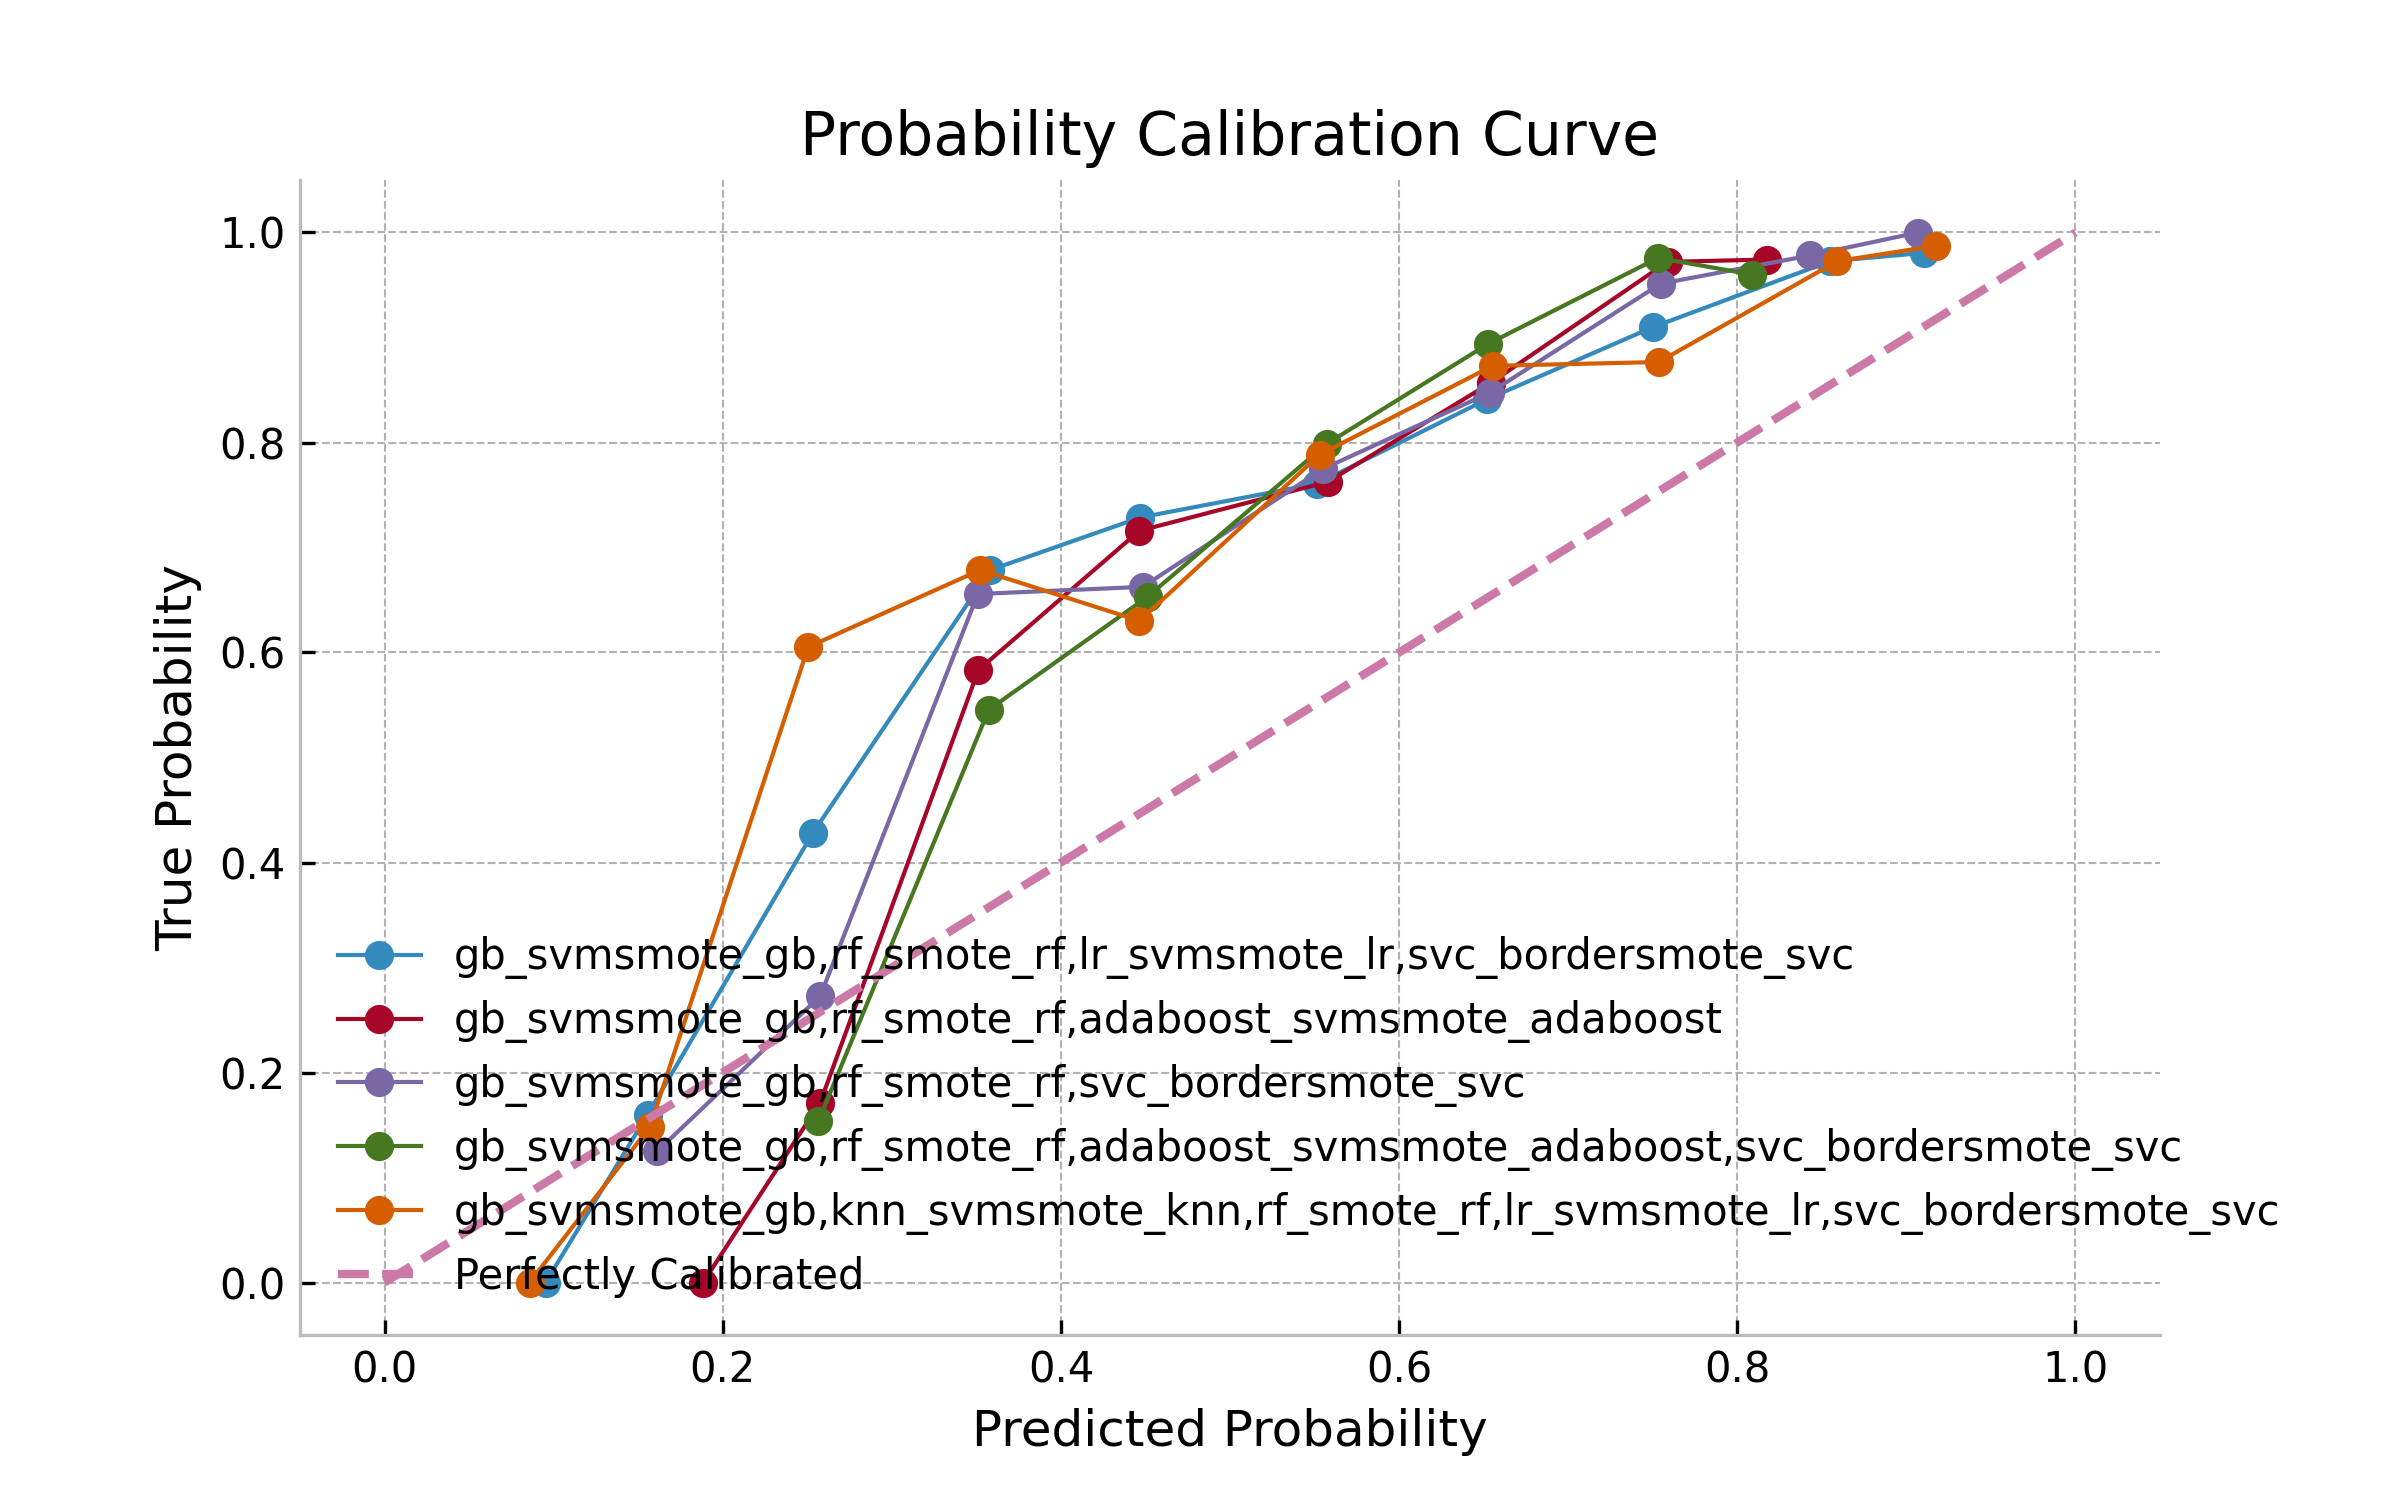 Probability Calibration Curve
1.0
0.8
0.6
0.4
0.2
0.0
True Probability
gb_svmsmote_gb,rf_smote_rf,lr_svmsmote_lr,svc_bordersmote_svc
gb_svmsmote_gb,rf_smote_rf,adaboost_svmsmote_adaboost
gb_svmsmote_gb,rf_smote_rf,svc_bordersmote_svc
gb_svmsmote_gb,rf_smote_rf,adaboost_svmsmote_adaboost,svc_bordersmote_svc
gb_svmsmote_gb,knn_svmsmote_knn,rf_smote_rf,lr_svmsmote_lr,svc_bordersmote_svc
Perfectly Calibrated
0.0 0.2 0.4 0.6 0.8 1.0
Predicted Probability